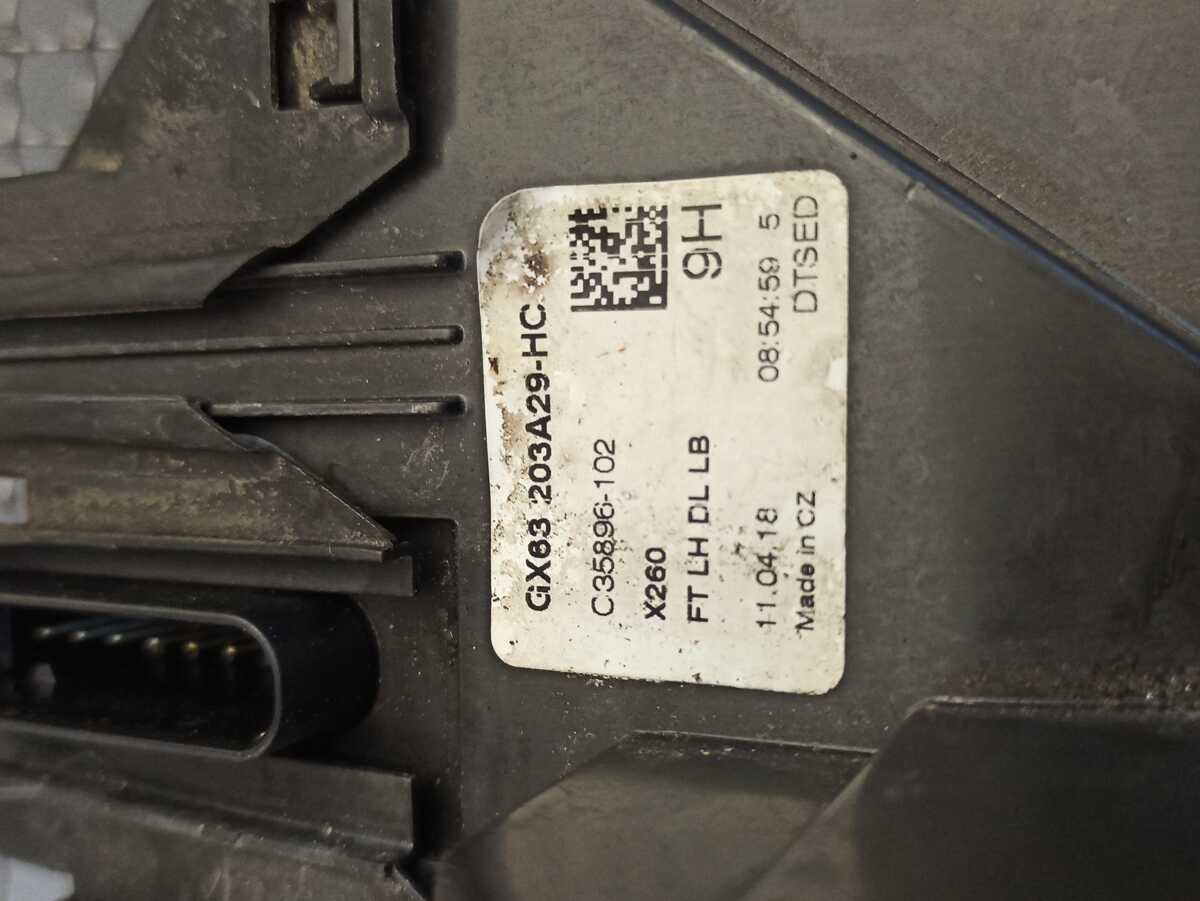 GX63 203A29-HC
C35896-102
X260
FT LH DL LB 9H
11.04.18 08:54:59 5
Made in CZ DTSED